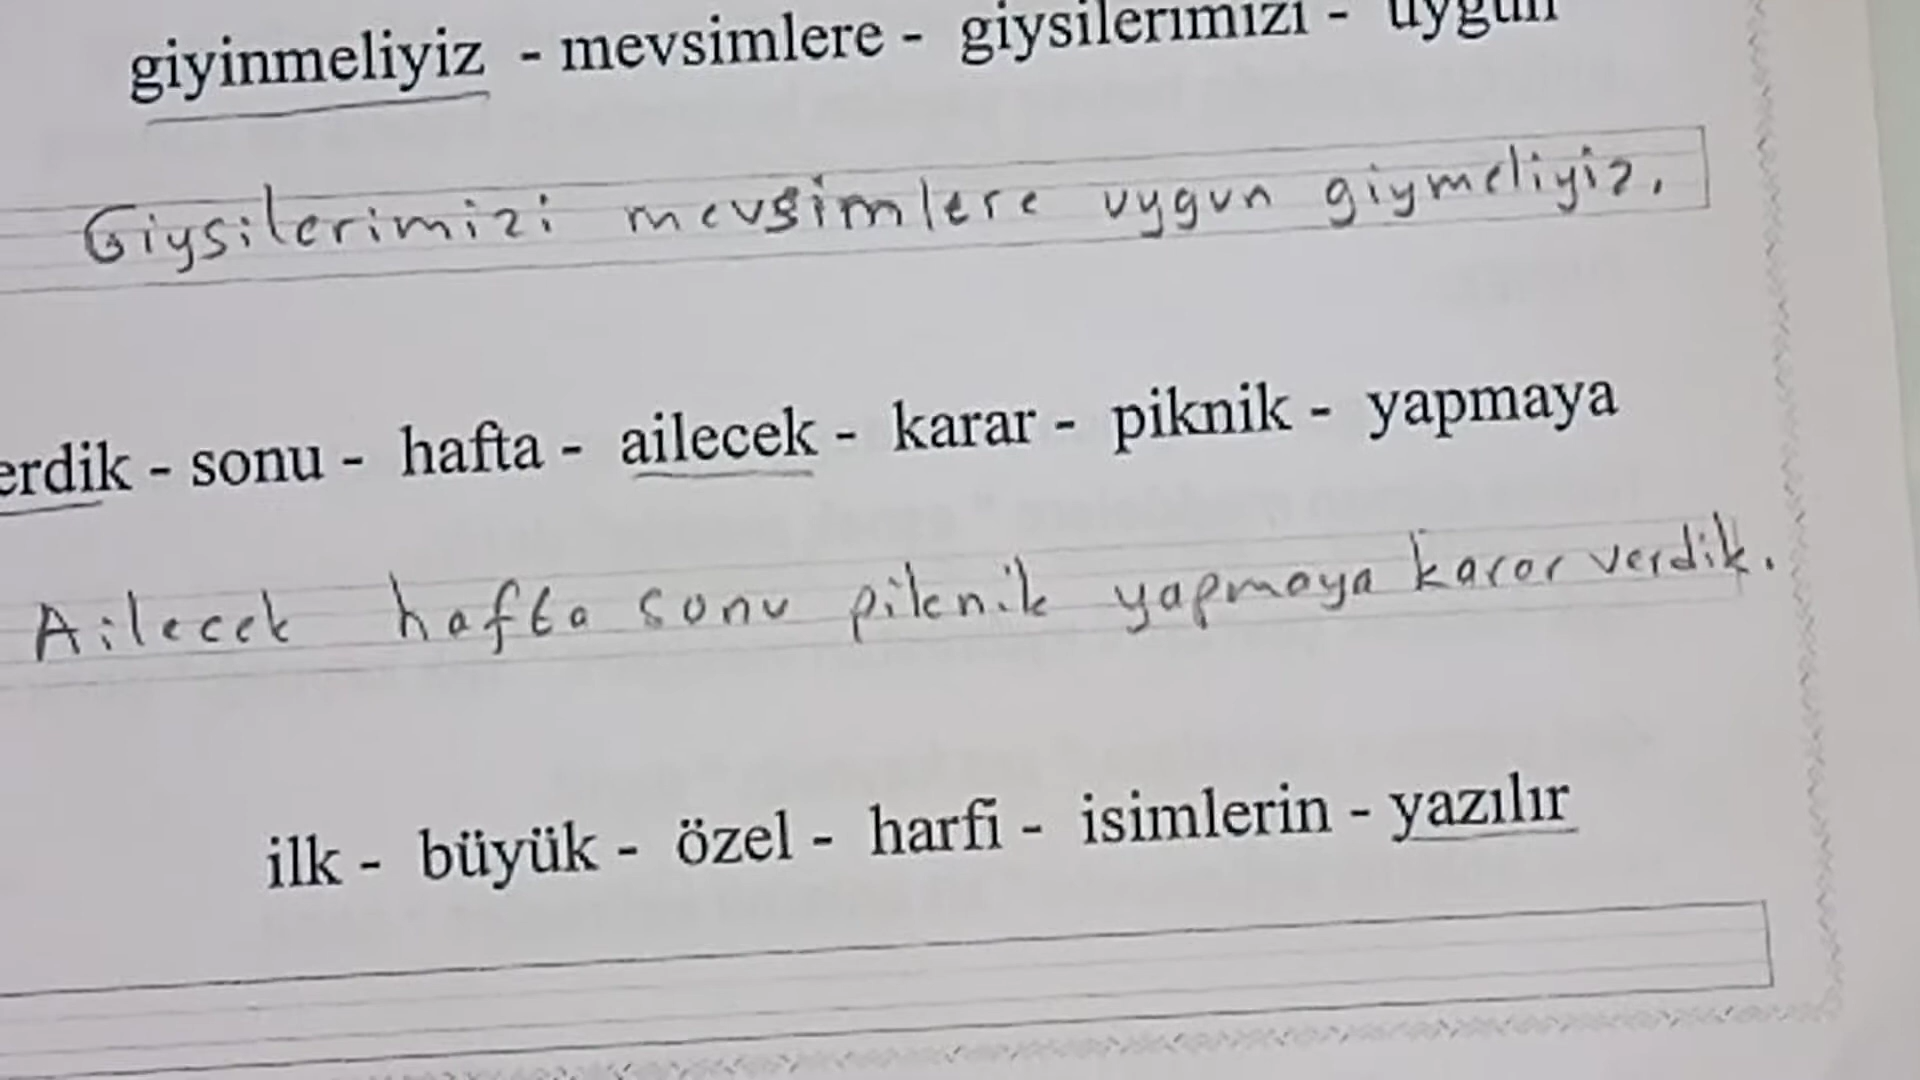 giyinmeliyiz - mevsimlere - giysilerimizi - uygun
Giysilerimizi mevsimlere uygun giymeliyiz.
erdik - sonu - hafta - ailecek - karar - piknik - yapmaya
Ailecek hafta sonu piknik yapmaya karar verdik.
ilk - büyük - özel - harfi - isimlerin - yazılır